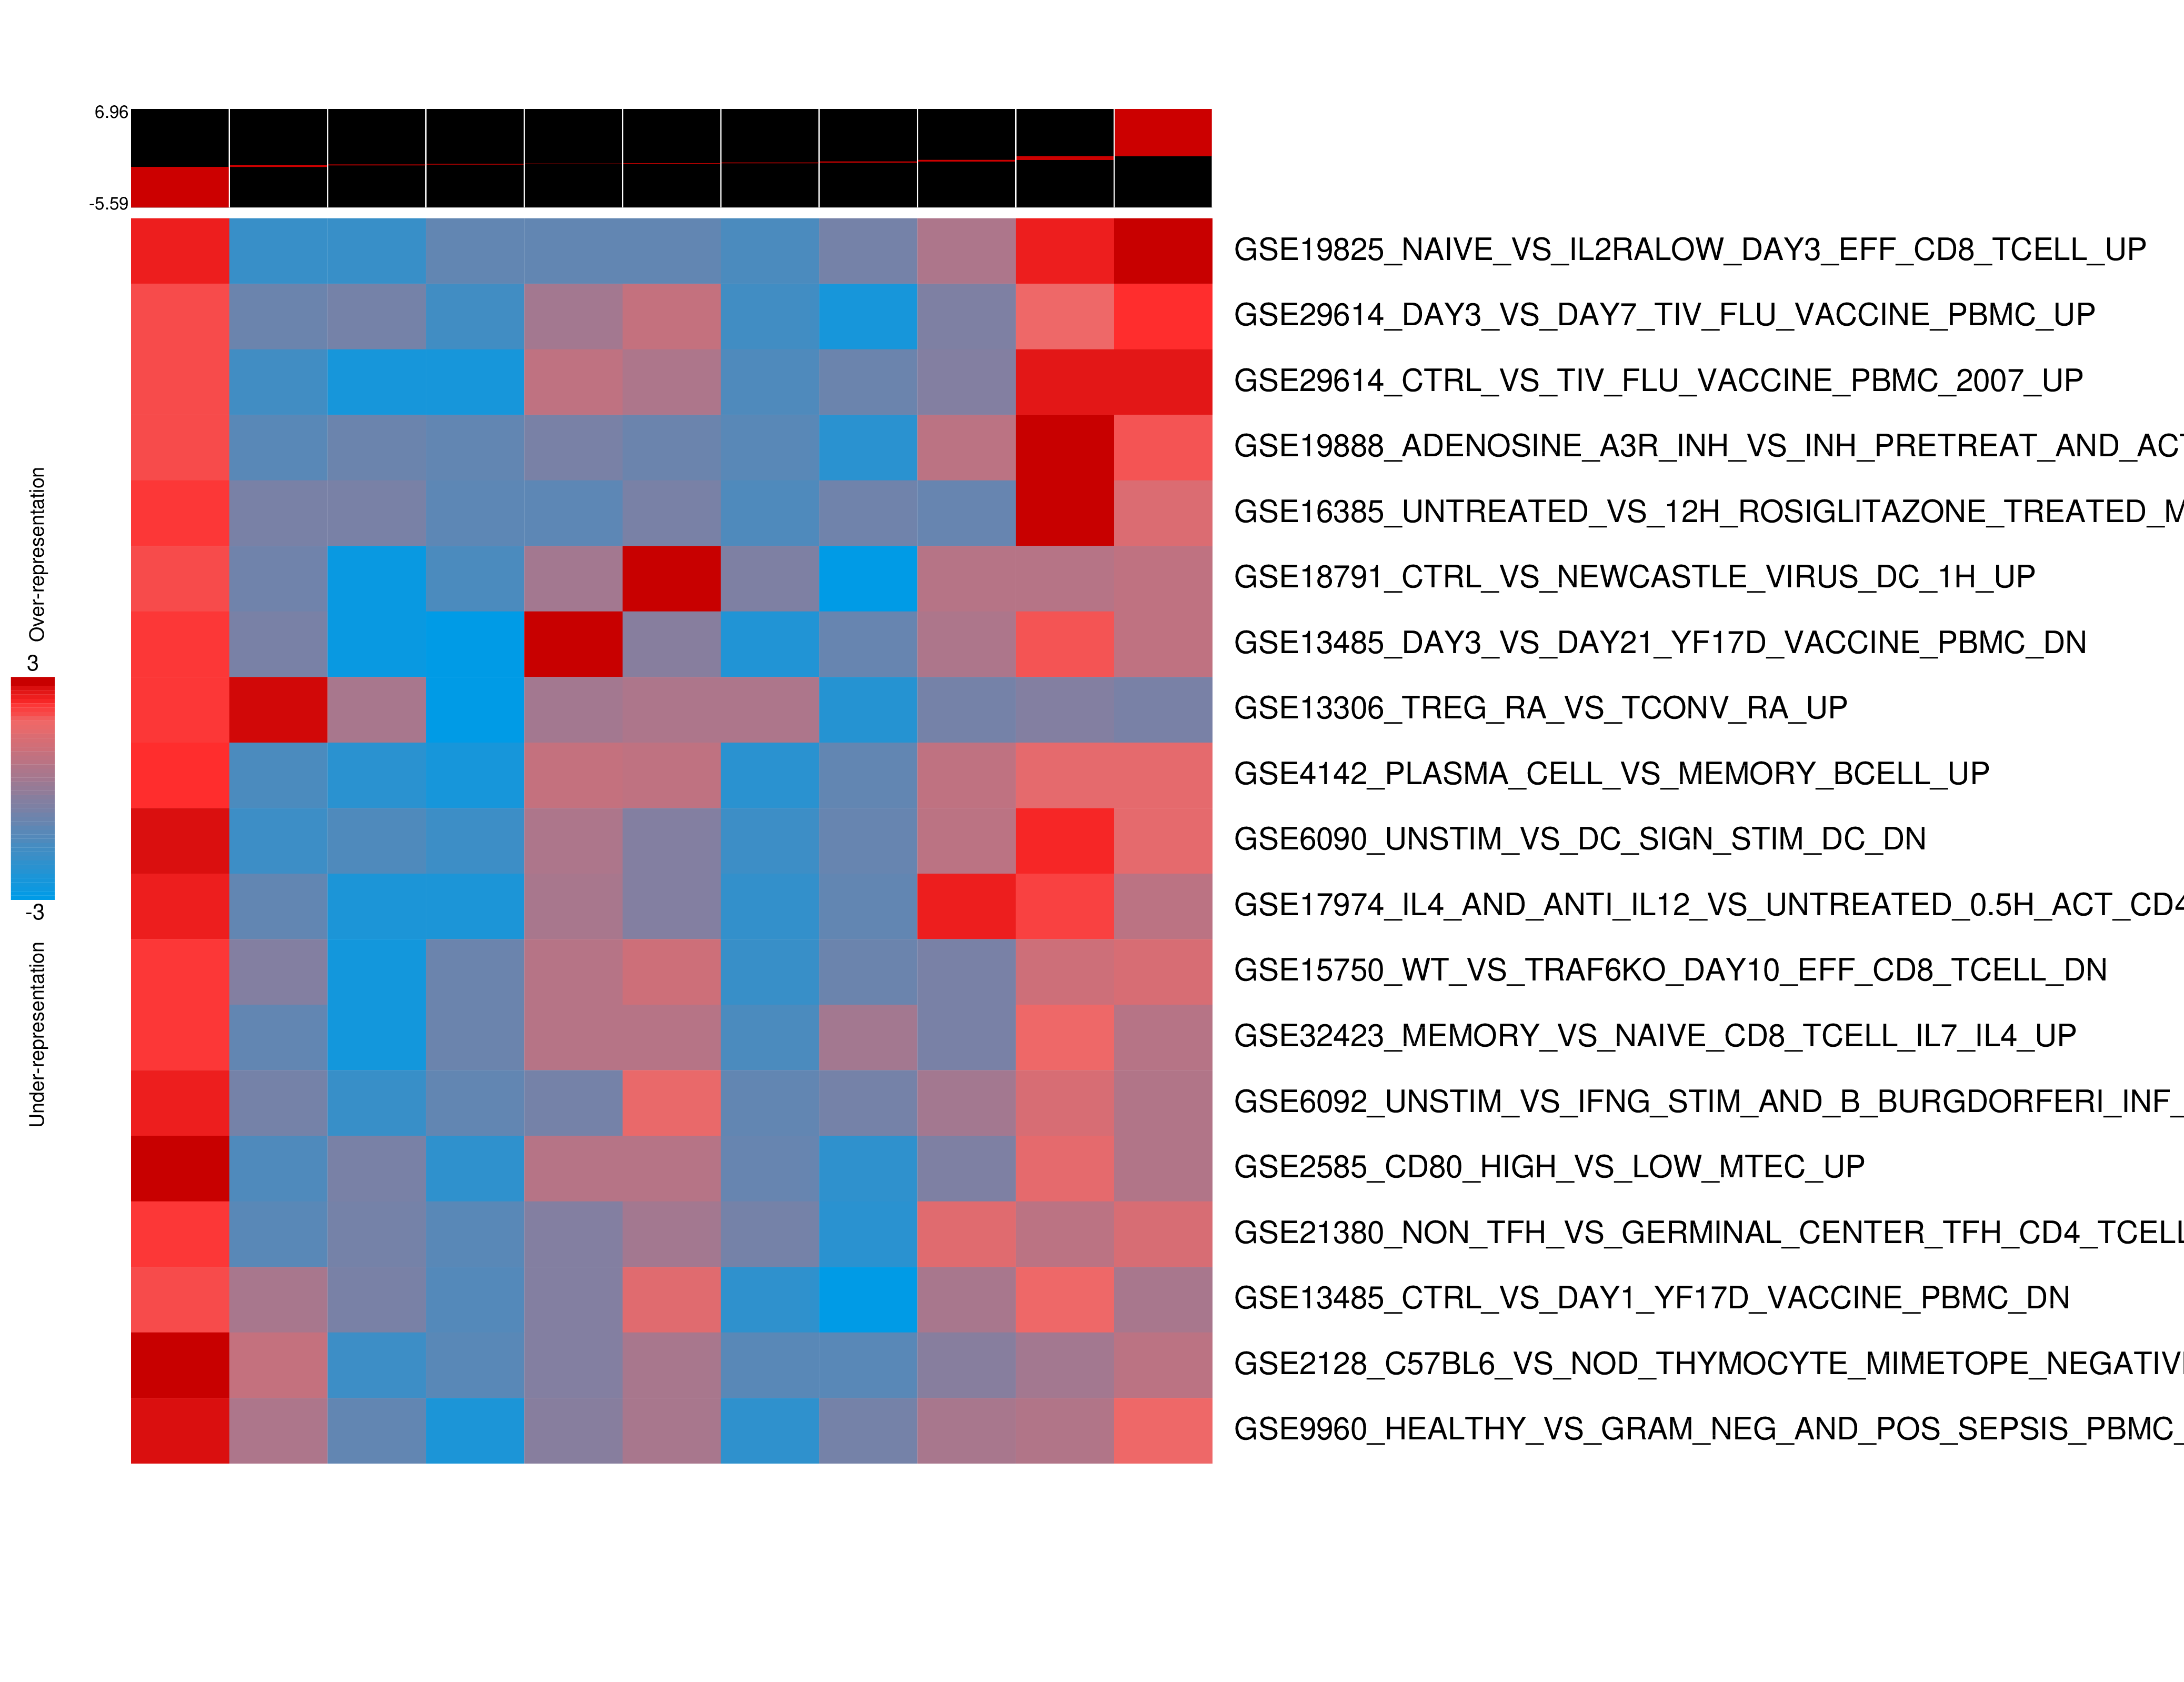 6.96
-5.59
GSE19825_NAIVE_VS_IL2RALOW_DAY3_EFF_CD8_TCELL_UP
GSE29614_DAY3_VS_DAY7_TIV_FLU_VACCINE_PBMC_UP
GSE29614_CTRL_VS_TIV_FLU_VACCINE_PBMC_2007_UP
GSE19888_ADENOSINE_A3R_INH_VS_INH_PRETREAT_AND_AC
GSE16385_UNTREATED_VS_12H_ROSIGLITAZONE_TREATED_M
GSE18791_CTRL_VS_NEWCASTLE_VIRUS_DC_1H_UP
GSE13485_DAY3_VS_DAY21_YF17D_VACCINE_PBMC_DN
GSE13306_TREG_RA_VS_TCONV_RA_UP
GSE4142_PLASMA_CELL_VS_MEMORY_BCELL_UP
GSE6090_UNSTIM_VS_DC_SIGN_STIM_DC_DN
GSE17974_IL4_AND_ANTI_IL12_VS_UNTREATED_0.5H_ACT_CD4
GSE15750_WT_VS_TRAF6KO_DAY10_EFF_CD8_TCELL_DN
GSE32423_MEMORY_VS_NAIVE_CD8_TCELL_IL7_IL4_UP
GSE6092_UNSTIM_VS_IFNG_STIM_AND_B_BURGDORFERI_INF_
GSE2585_CD80_HIGH_VS_LOW_MTEC_UP
GSE21380_NON_TFH_VS_GERMINAL_CENTER_TFH_CD4_TCELL
GSE13485_CTRL_VS_DAY1_YF17D_VACCINE_PBMC_DN
GSE2128_C57BL6_VS_NOD_THYMOCYTE_MIMETOPE_NEGATIV
GSE9960_HEALTHY_VS_GRAM_NEG_AND_POS_SEPSIS_PBMC_
Over-representation
3
-3
Under-representation